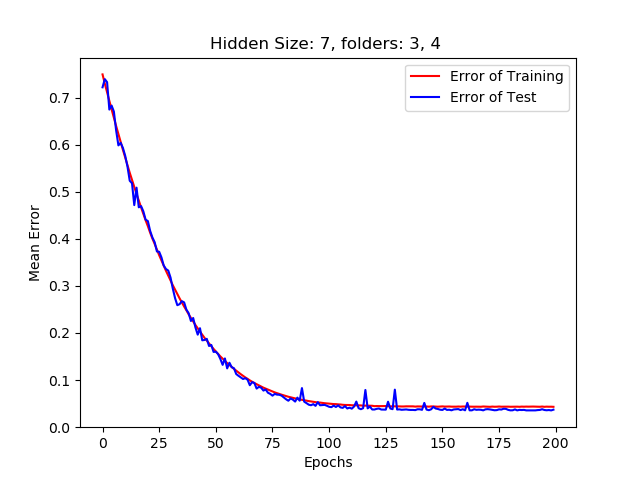 Hidden Size: 7, folders: 3, 4
Error of Training
Error of Test
Mean Error
0.7
0.6
0.5
0.4
0.3
0.2
0.1
0.0
0 25 50 75 100 125 150 175 200
Epochs